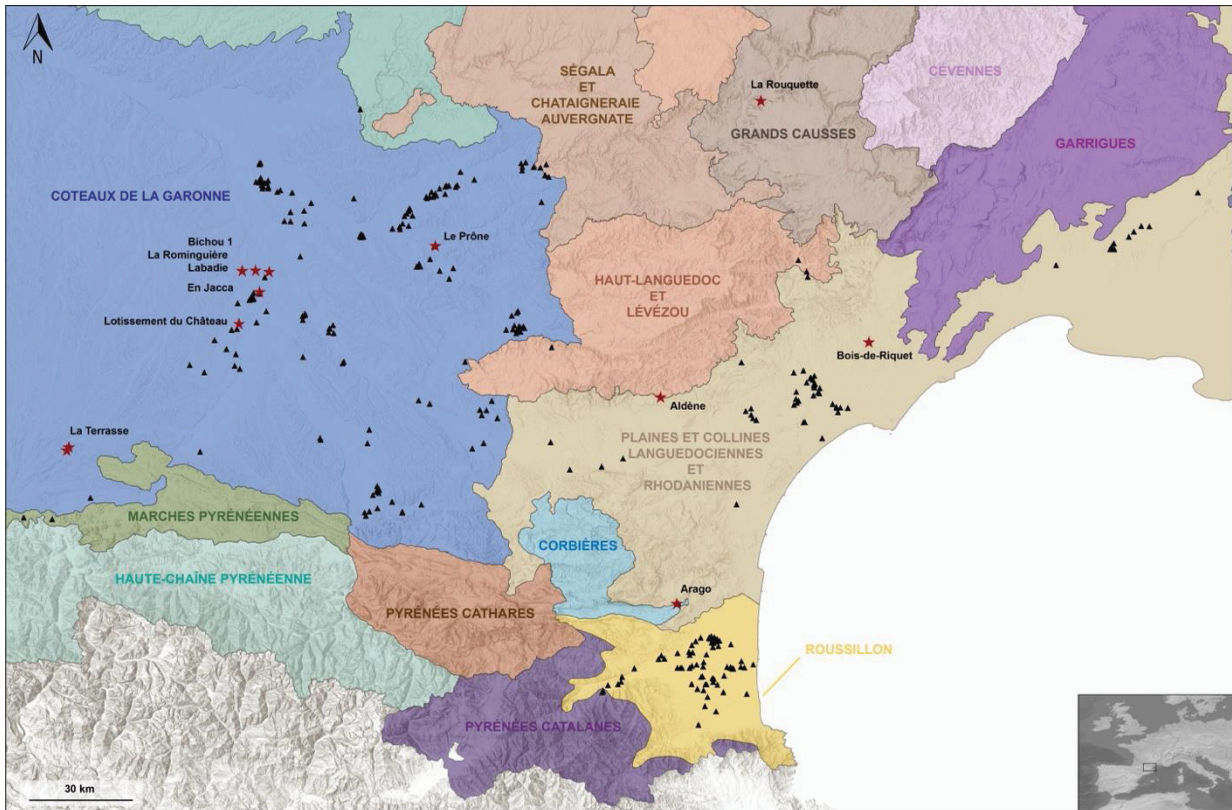 N
SÉGALA
ET
CHATAIGNERAIE
AUVERGNATE
CÉVENNES
La Rouquette
GRANDS CAUSSES
GARRIGUES
COTEAUX DE LA GARONNE
Bichou 1
La Rominguière
Labadie
En Jacca
Lotissement du Château
Le Prône
HAUT-LANGUEDOC
ET
LÉVÉZOU
Bois-de-Riquet
Aldène
La Terrasse
PLAINES ET COLLINES
LANGUEDOCIENNES
ET
RHODANIENNES
MARCHES PYRÉNÉENNES
CORBIÈRES
HAUTE-CHAÎNE PYRÉNÉENNE
PYRÉNÉES CATHARES
Arago
ROUSSILLON
PYRÉNÉES CATALANES
30 km